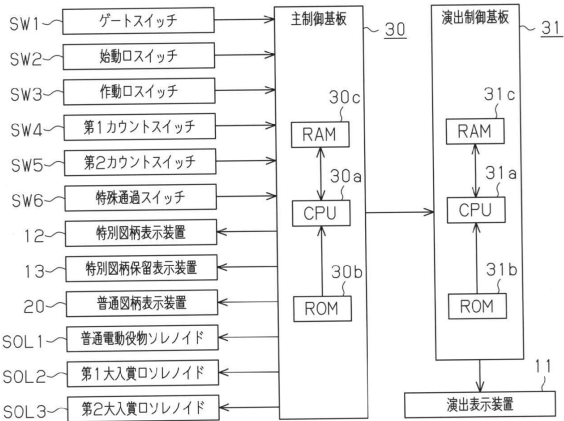 SW1 ゲートスイッチ
SW2 始動口スイッチ
SW3 作動口スイッチ
SW4 第1カウントスイッチ
SW5 第2カウントスイッチ
SW6 特殊通過スイッチ
12 特別図柄表示装置
13 特別図柄保留表示装置
20 普通図柄表示装置
SOL1 普通電動役物ソレノイド
SOL2 第1大入賞口ソレノイド
SOL3 第2大入賞口ソレノイド
主制御基板
30
30c
RAM
30a
CPU
30b
ROM
演出制御基板
31
31c
RAM
31a
CPU
31b
ROM
11
演出表示装置